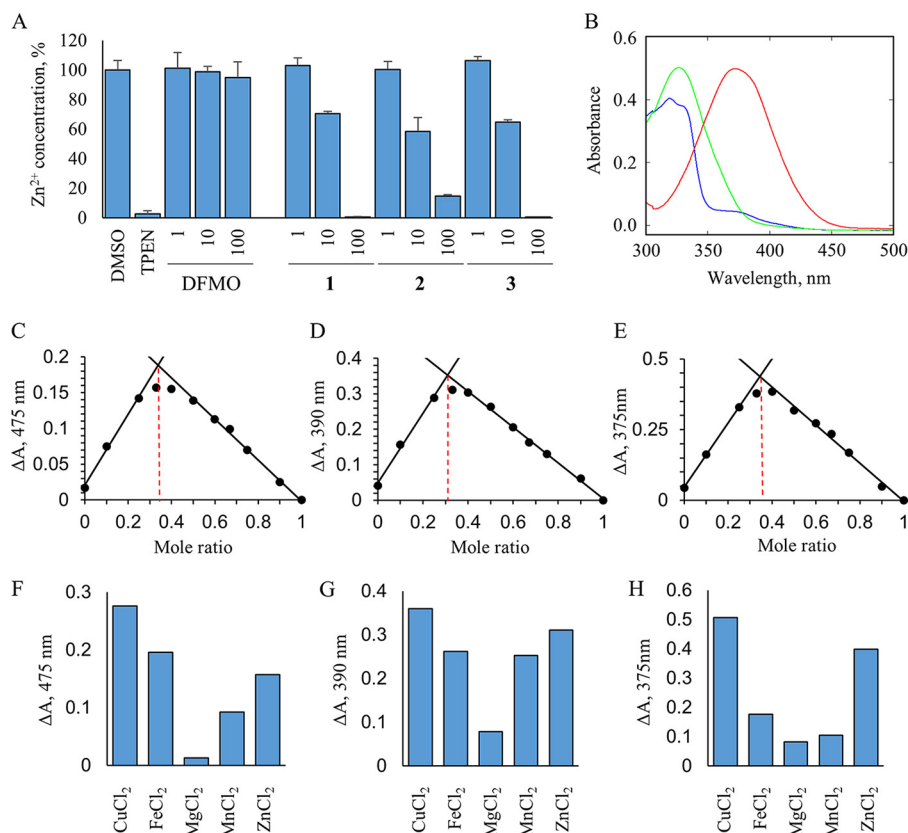 A
Zn²⁺ concentration, %
120
100
80
60
40
20
0
DMSO
TPEN
1
10
100
1
10
100
1
10
100
1
10
100
DFMO
1
2
3
B
Absorbance
0.6
0.4
0.2
0.0
300
350
400
450
500
Wavelength, nm
C
ΔA, 475 nm
0.2
0.15
0.1
0.05
0
0
0.2
0.4
0.6
0.8
1
Mole ratio
D
ΔA, 390 nm
0.4
0.3
0.2
0.1
0
0
0.2
0.4
0.6
0.8
1
Mole ratio
E
ΔA, 375nm
0.5
0.25
0
0
0.2
0.4
0.6
0.8
1
Mole ratio
F
ΔA, 475 nm
0.3
0.2
0.1
0
CuCl₂
FeCl₂
MgCl₂
MnCl₂
ZnCl₂
G
ΔA, 390 nm
0.4
0.3
0.2
0.1
0
CuCl₂
FeCl₂
MgCl₂
MnCl₂
ZnCl₂
H
ΔA, 375nm
0.6
0.5
0.4
0.3
0.2
0.1
0
CuCl₂
FeCl₂
MgCl₂
MnCl₂
ZnCl₂